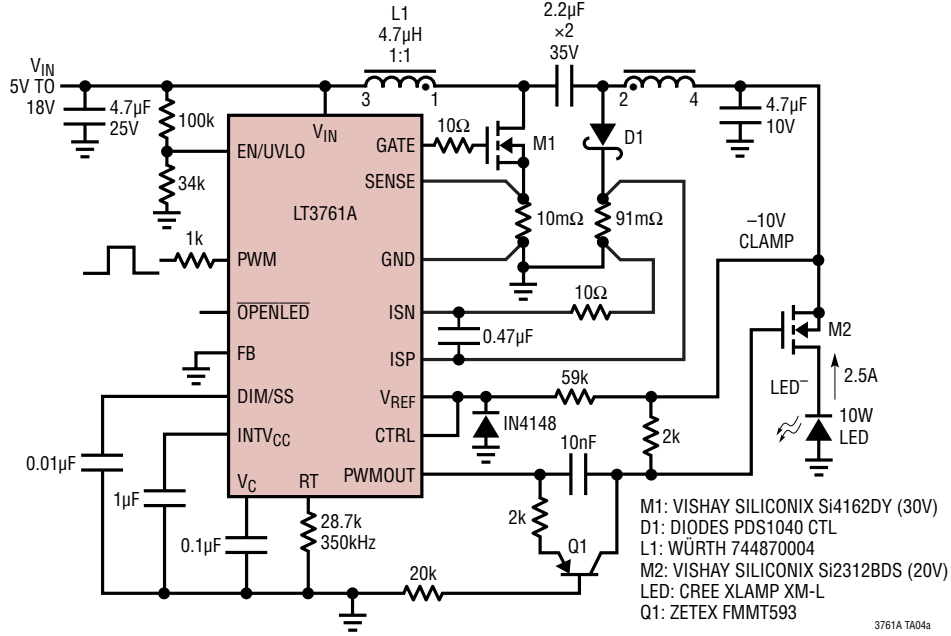 L1
4.7µH
1:1
2.2µF
×2
35V
VIN
5V TO
18V
4.7µF
25V
100k
34k
3
1
2
4
4.7µF
10V
VIN
EN/UVLO
GATE
10Ω
M1
D1
SENSE
LT3761A
10mΩ
91mΩ
–10V
CLAMP
1k
PWM
GND
OPENLED
ISN
10Ω
0.47µF
M2
FB
ISP
LED–
2.5A
DIM/SS
VREF
59k
10W
LED
INTVCC
CTRL
IN4148
2k
10nF
0.01µF
1µF
VC
RT
PWMOUT
0.1µF
28.7k
350kHz
2k
Q1
20k
M1: VISHAY SILICONIX Si4162DY (30V)
D1: DIODES PDS1040 CTL
L1: WÜRTH 744870004
M2: VISHAY SILICONIX Si2312BDS (20V)
LED: CREE XLAMP XM-L
Q1: ZETEX FMMT593
3761A TA04a